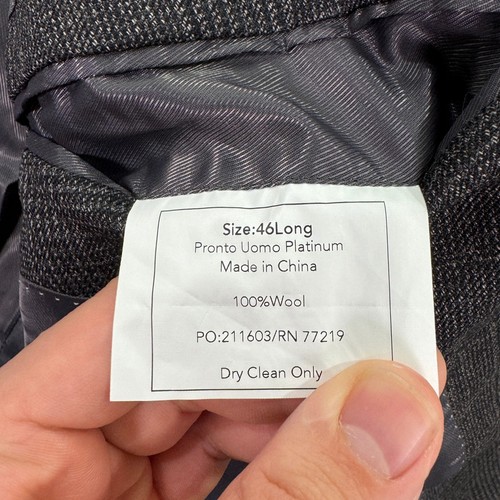 Size:46Long
Pronto Uomo Platinum
Made in China
100%Wool
PO:211603/RN 77219
Dry Clean Only